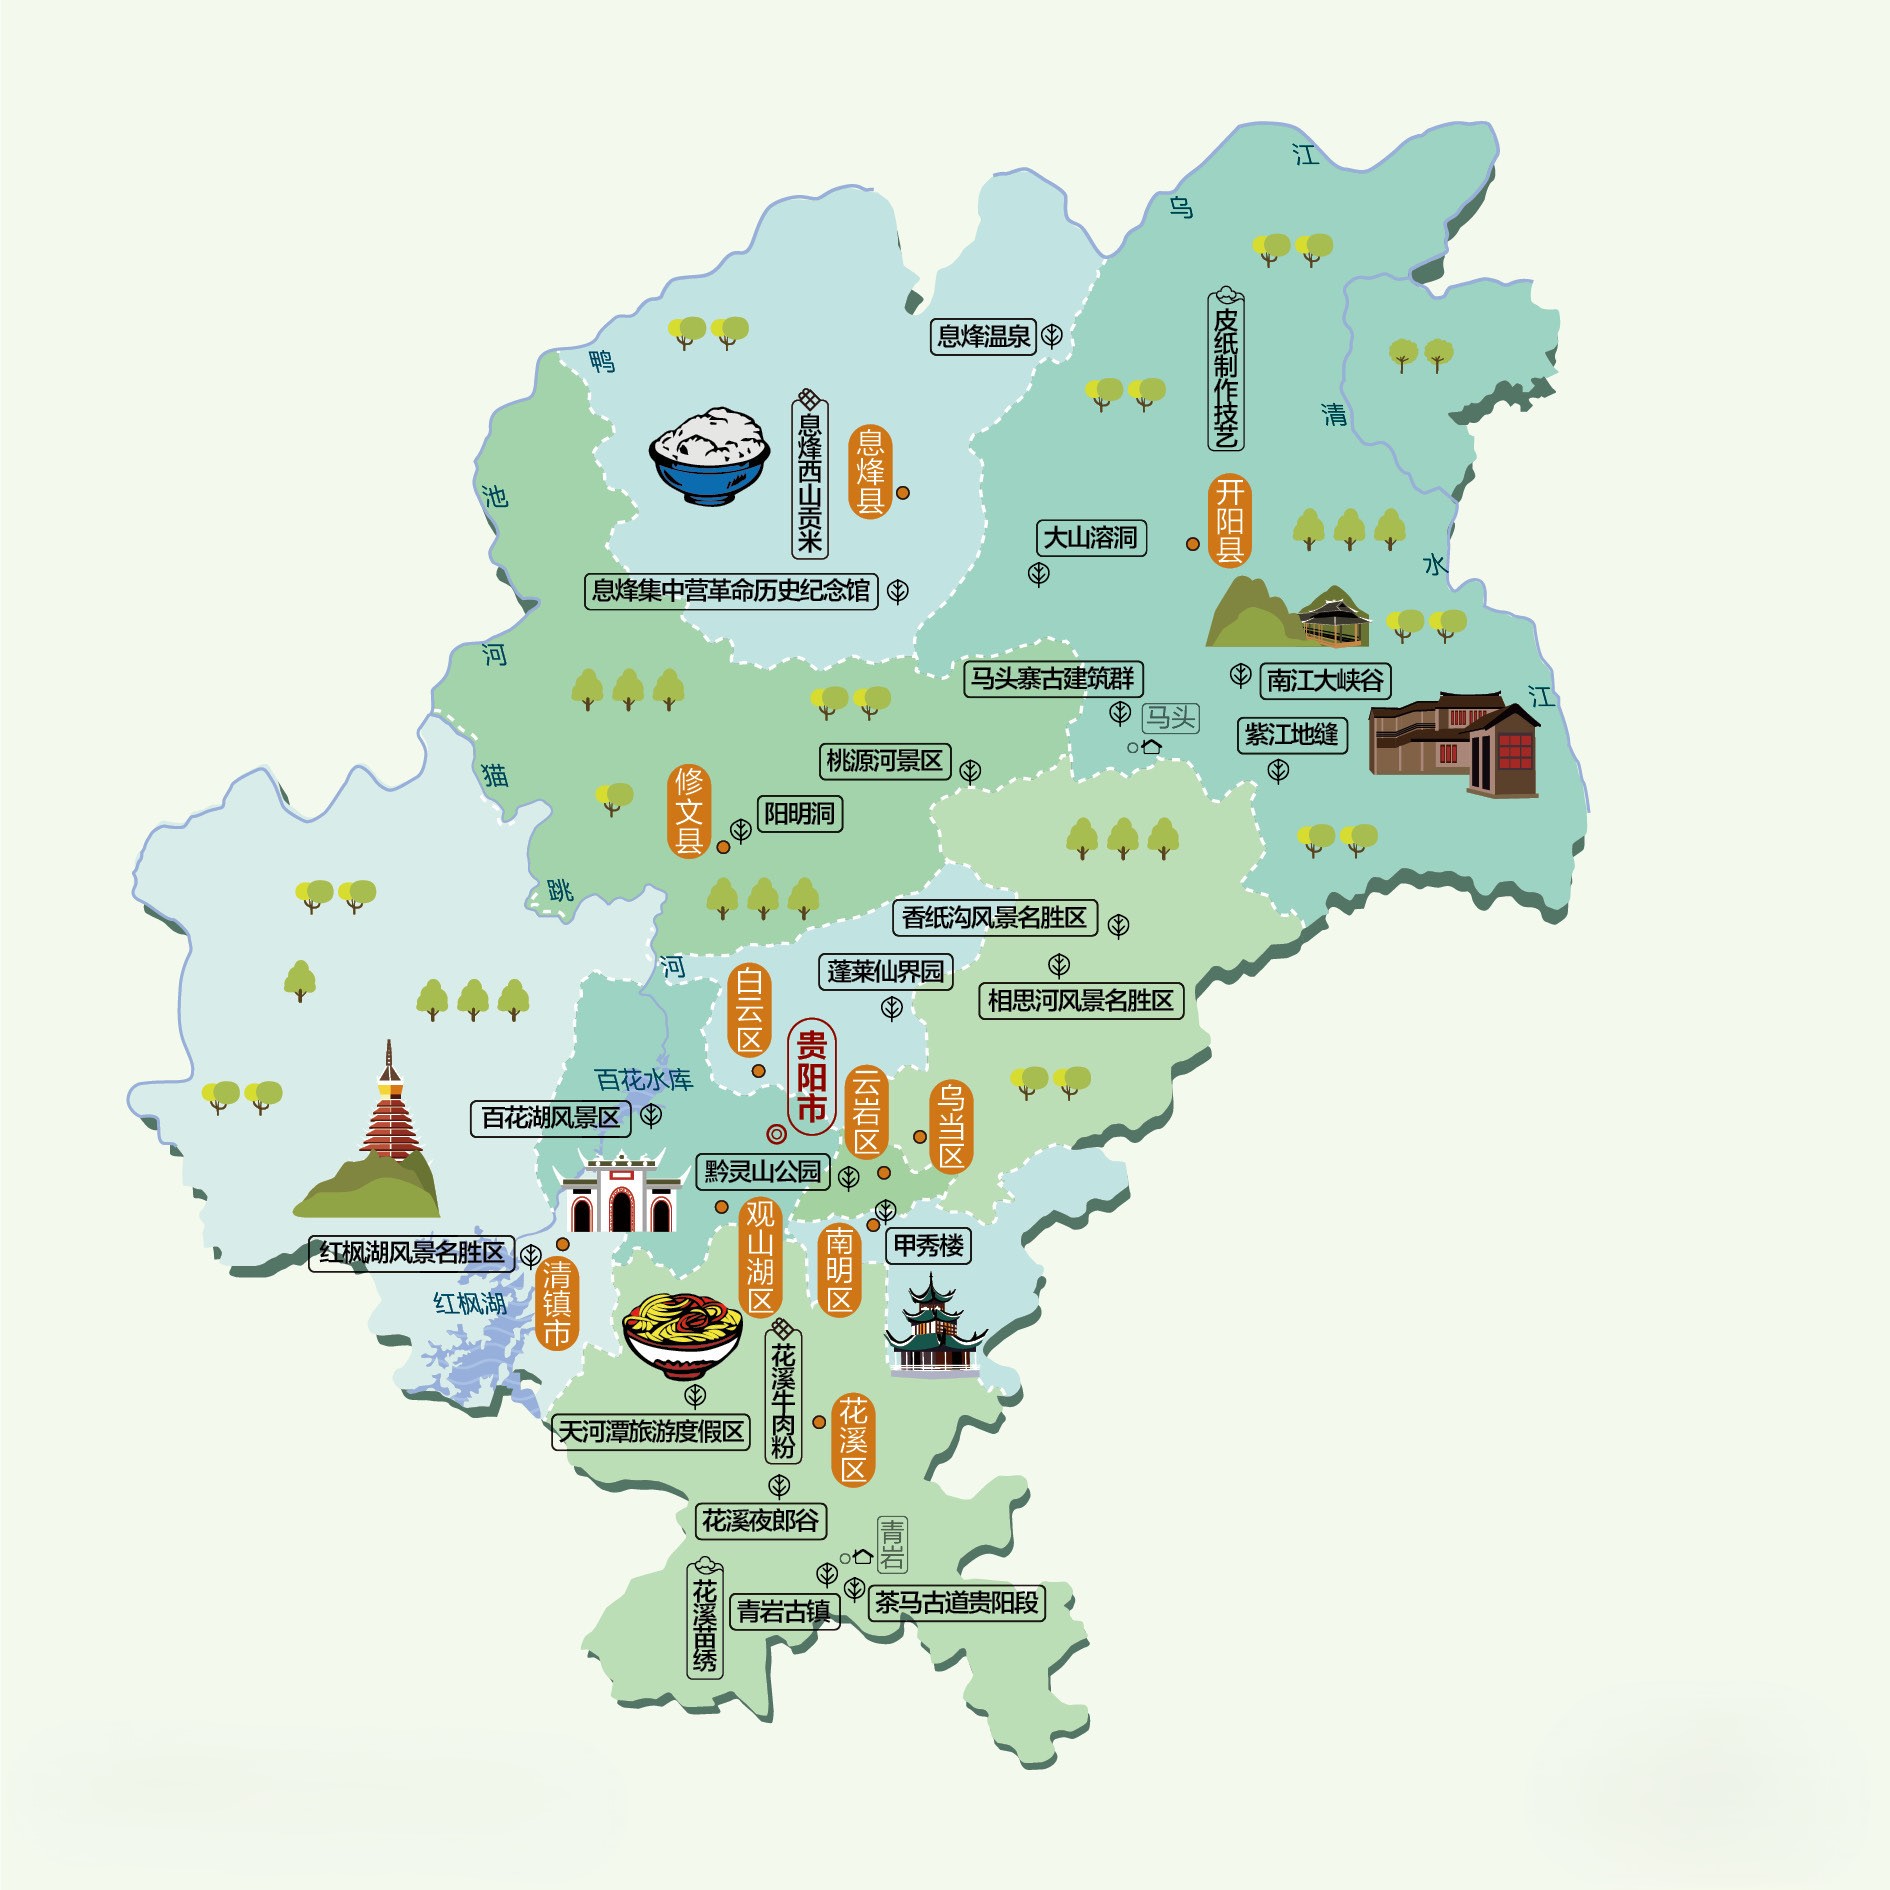 乌江
息烽温泉
鸭池河
皮纸制作技艺
清水江
息烽西山贡米
息烽县
开阳县
大山溶洞
息烽集中营革命历史纪念馆
马头寨古建筑群
南江大峡谷
马头
紫江地缝
猫跳河
桃源河景区
修文县
阳明洞
香纸沟风景名胜区
白云区
蓬莱仙界园
相思河风景名胜区
贵阳市
百花水库
云岩区
乌当区
百花湖风景区
黔灵山公园
观山湖区
南明区
甲秀楼
红枫湖风景名胜区
清镇市
红枫湖
花溪牛肉粉
天河潭旅游度假区
花溪区
花溪夜郎谷
青岩
花溪苗绣
青岩古镇
茶马古道贵阳段